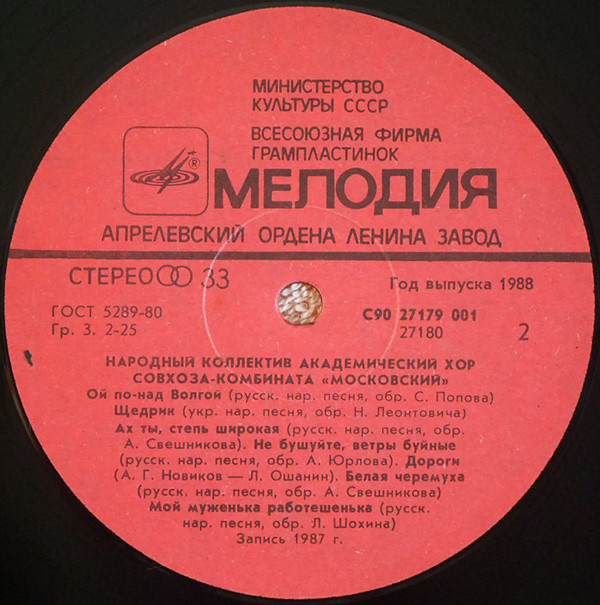 МИНИСТЕРСТВО
КУЛЬТУРЫ СССР
ВСЕСОЮЗНАЯ ФИРМА
ГРАМПЛАСТИНОК
®
МЕЛОДИЯ
АПРЕЛЕВСКИЙ ОРДЕНА ЛЕНИНА ЗАВОД
СТЕРЕО 33
Год выпуска 1988
ГОСТ 5289-80
Гр. 3. 2-25
С90 27179 001
27180
2
НАРОДНЫЙ КОЛЛЕКТИВ АКАДЕМИЧЕСКИЙ ХОР
СОВХОЗА-КОМБИНАТА «МОСКОВСКИЙ»
Ой по-над Волгой (русск. нар. песня, обр. С. Попова)
Щедрик (укр. нар. песня, обр. Н. Леонтовича)
Ах ты, степь широкая (русск. нар. песня, обр.
А. Свешникова). Не бушуйте, ветры буйные
(русск. нар. песня, обр. А. Юрлова). Дороги
(А. Г. Новиков — Л. Ошанин). Белая черемуха
(русск. нар. песня, обр. А. Свешникова)
Мой муженька работешенька (русск.
нар. песня, обр. Л. Шохина)
Запись 1987 г.